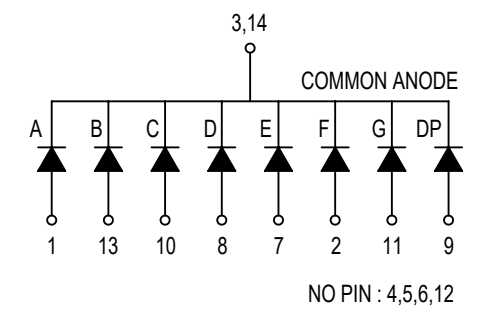 3,14
COMMON ANODE
A B C D E F G DP
1 13 10 8 7 2 11 9
NO PIN : 4,5,6,12